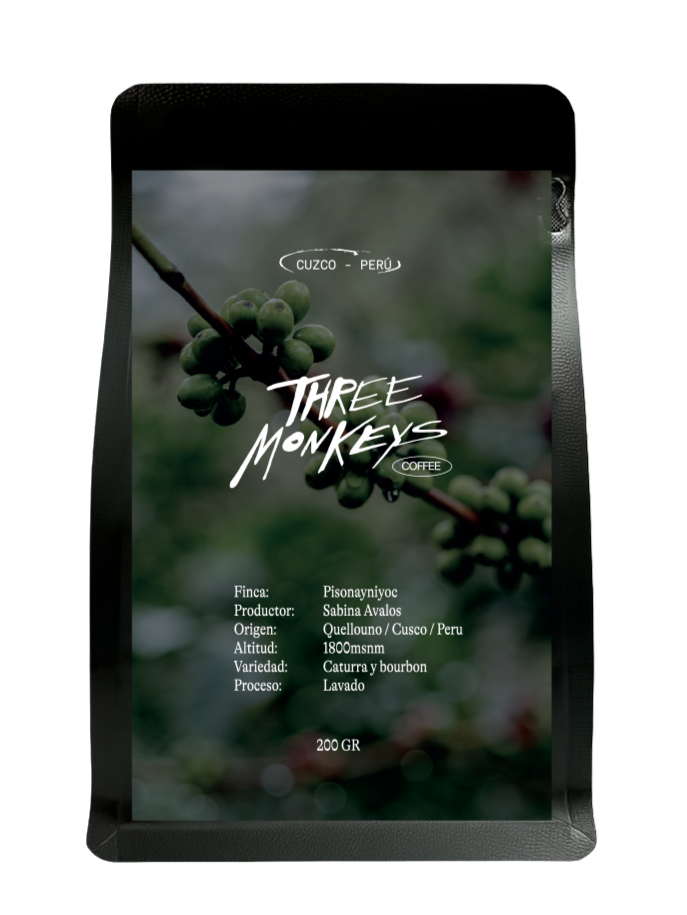 CUZCO - PERÚ
THREE
MONKEYS
COFFEE
Finca: Pisonayniyoc
Productor: Sabina Avalos
Origen: Quellouno / Cusco / Peru
Altitud: 1800msnm
Variedad: Caturra y bourbon
Proceso: Lavado
200 GR